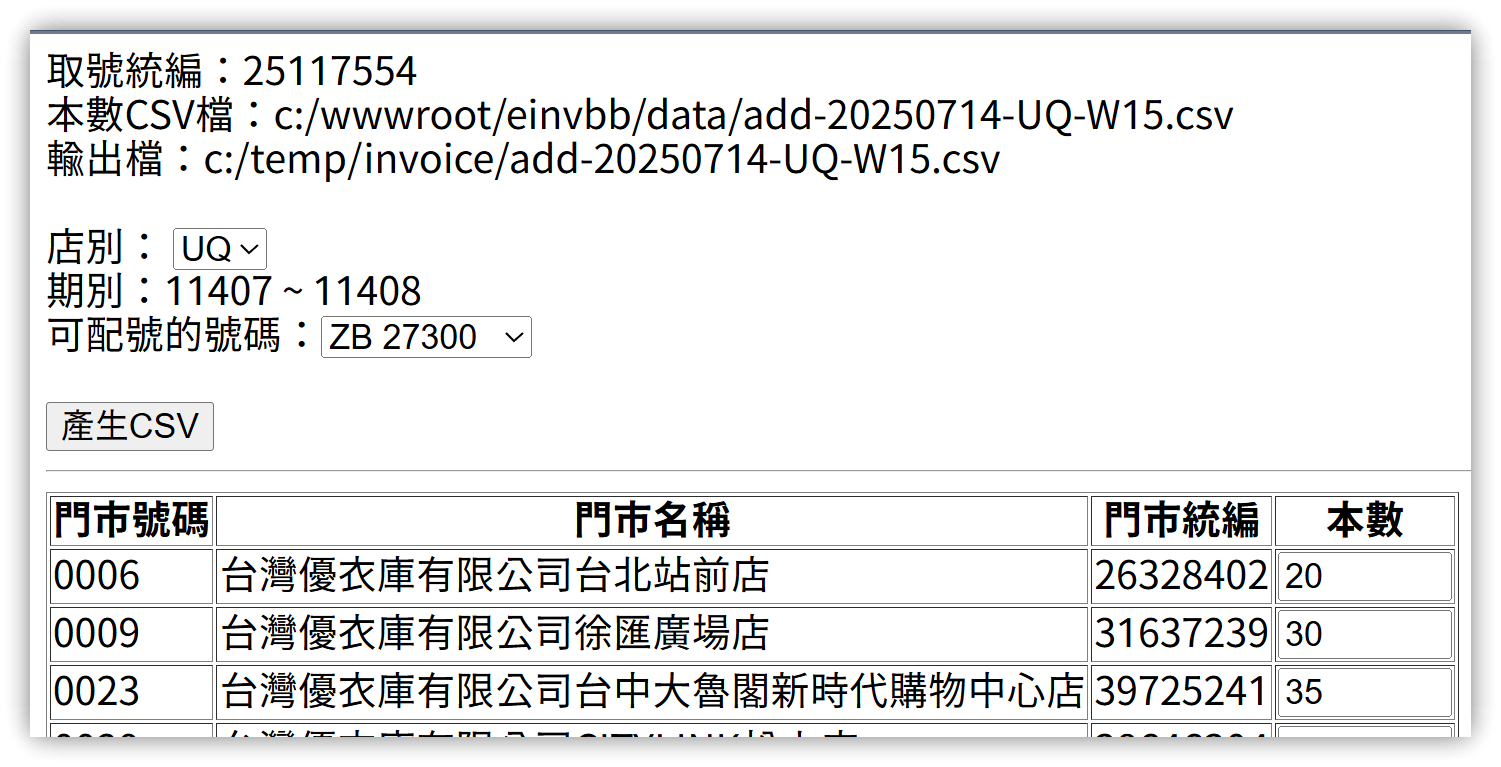 取號統編：25117554
本數CSV檔：c:/wwwroot/einvbb/data/add-20250714-UQ-W15.csv
輸出檔：c:/temp/invoice/add-20250714-UQ-W15.csv
店別： UQ
期別：11407 ~ 11408
可配號的號碼：ZB 27300
產生CSV
門市號碼 門市名稱 門市統編 本數
0006 台灣優衣庫有限公司台北站前店 26328402 20
0009 台灣優衣庫有限公司徐匯廣場店 31637239 30
0023 台灣優衣庫有限公司台中大魯閣新時代購物中心店 39725241 35